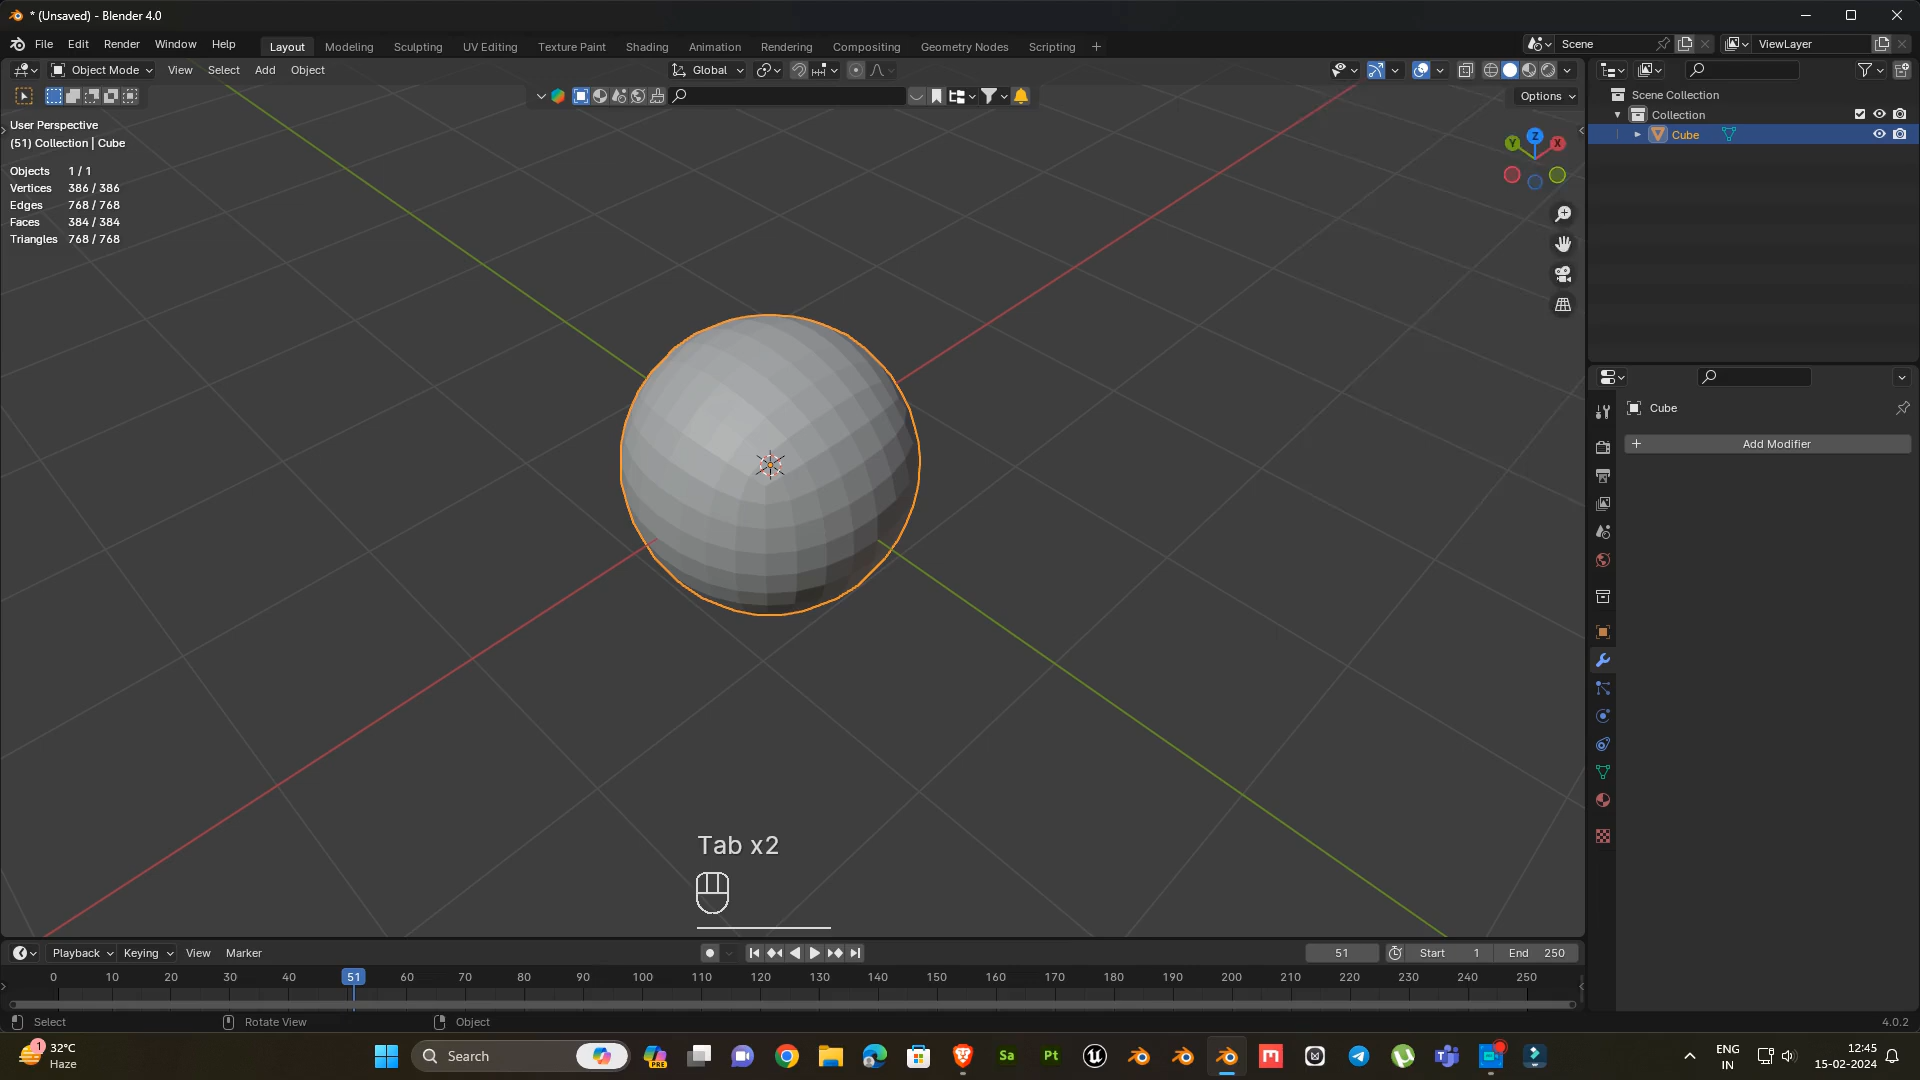 * (Unsaved) - Blender 4.0
File Edit Render Window Help
Layout Modeling Sculpting UV Editing Texture Paint Shading Animation Rendering Compositing Geometry Nodes Scripting +
Scene
ViewLayer
Object Mode View Select Add Object
Global
Options
User Perspective
(51) Collection | Cube
Objects 1 / 1
Vertices 386 / 386
Edges 768 / 768
Faces 384 / 384
Triangles 768 / 768
Y Z X
Scene Collection
Collection
Cube
Cube
+ Add Modifier
Tab x2
Playback Keying View Marker
51
Start 1
End 250
0 10 20 30 40 51 60 70 80 90 100 110 120 130 140 150 160 170 180 190 200 210 220 230 240 250
Select
Rotate View
Object
4.0.2
1
32°C
Haze
Search
PRE
Sa
Pt
ENG
IN
12:45
15-02-2024